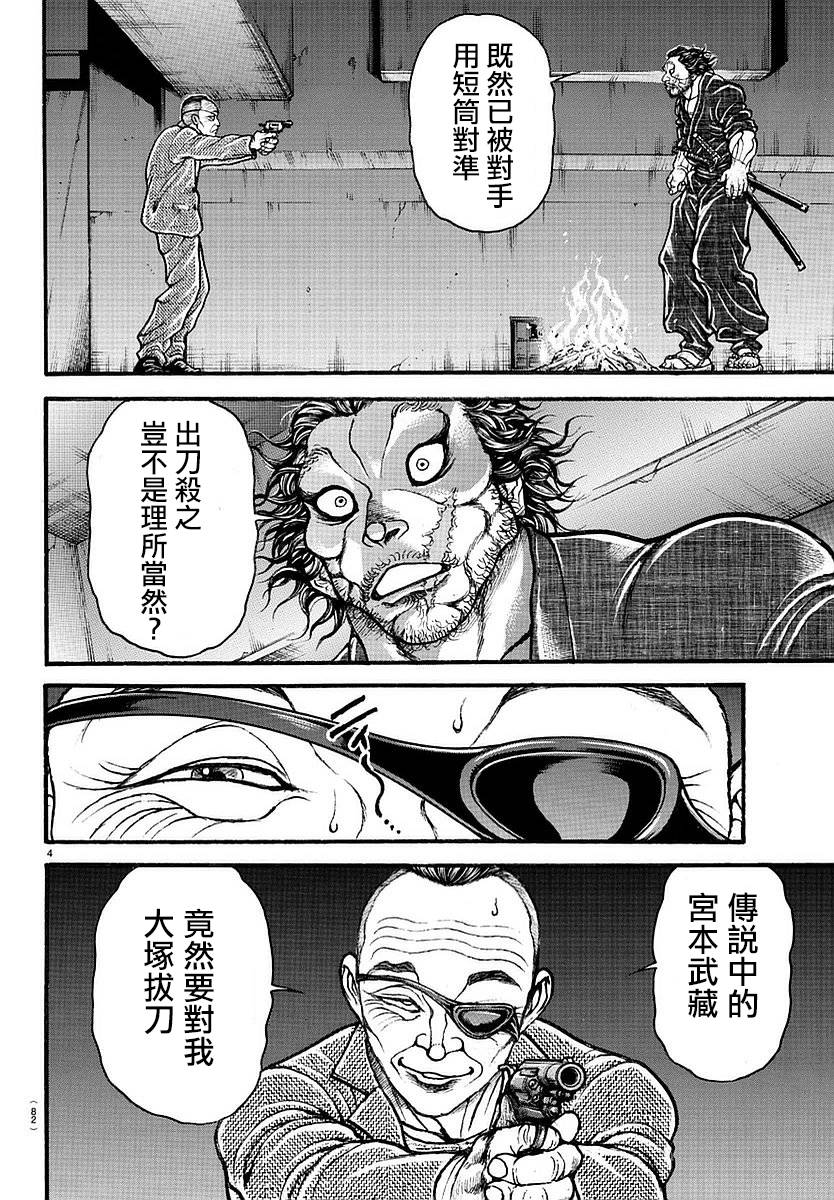 既然已被對手
用短筒對準
出刀殺之
豈不是理所當然?
4
傳説中的
宮本武藏
竟然要對我
大塚拔刀
(82)